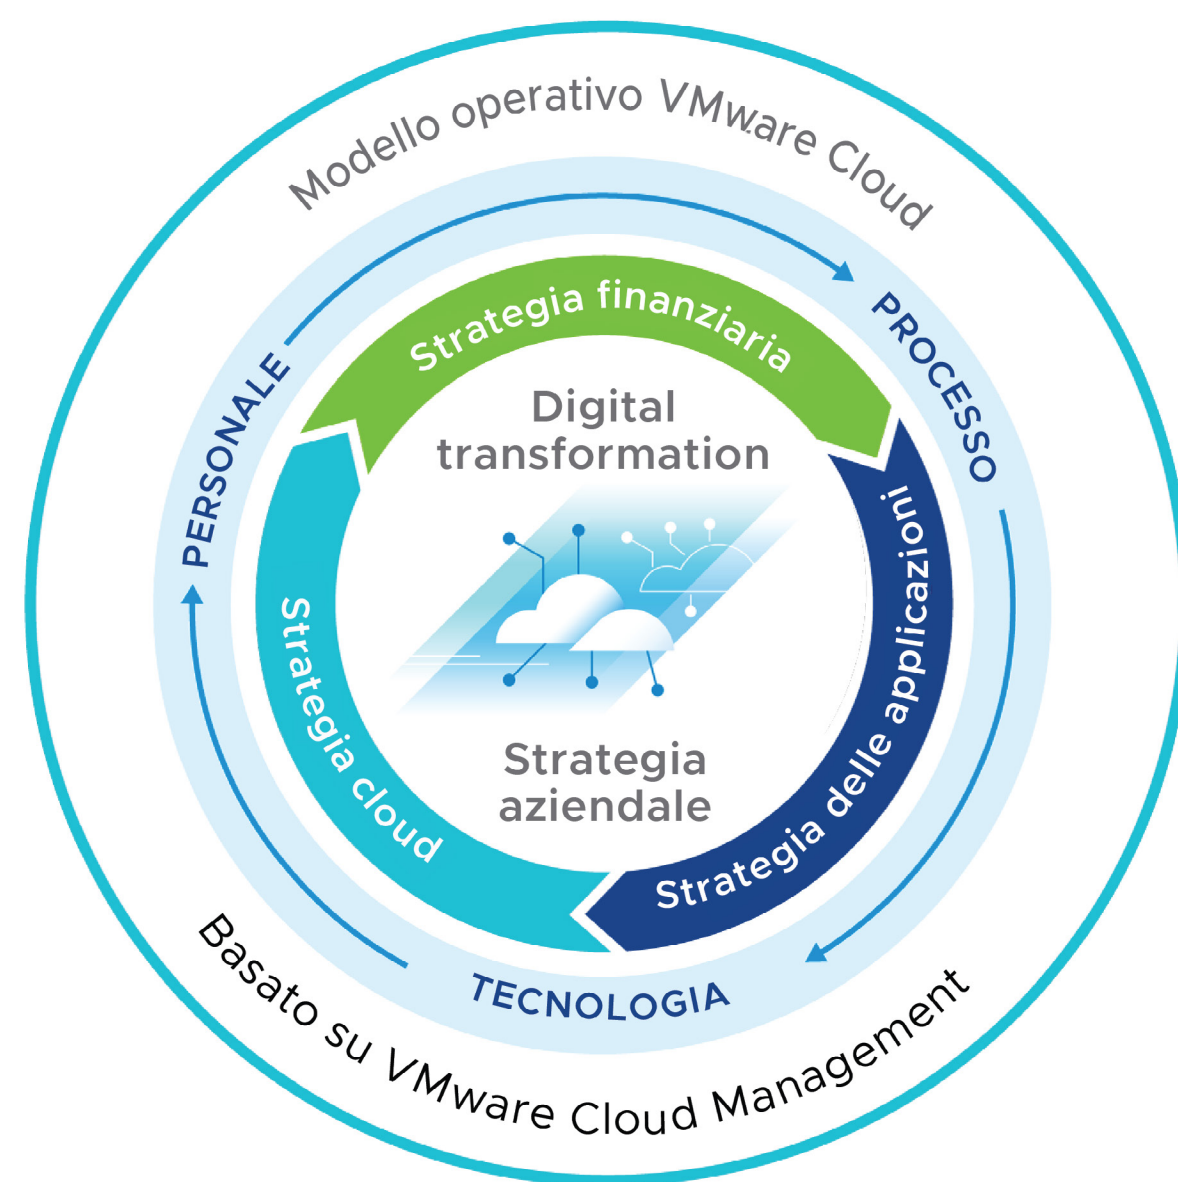 Modello operativo VMware Cloud
PERSONALE
PROCESSO
TECNOLOGIA
Strategia finanziaria
Strategia delle applicazioni
Strategia cloud
Digital
transformation
Strategia
aziendale
Basato su VMware Cloud Management